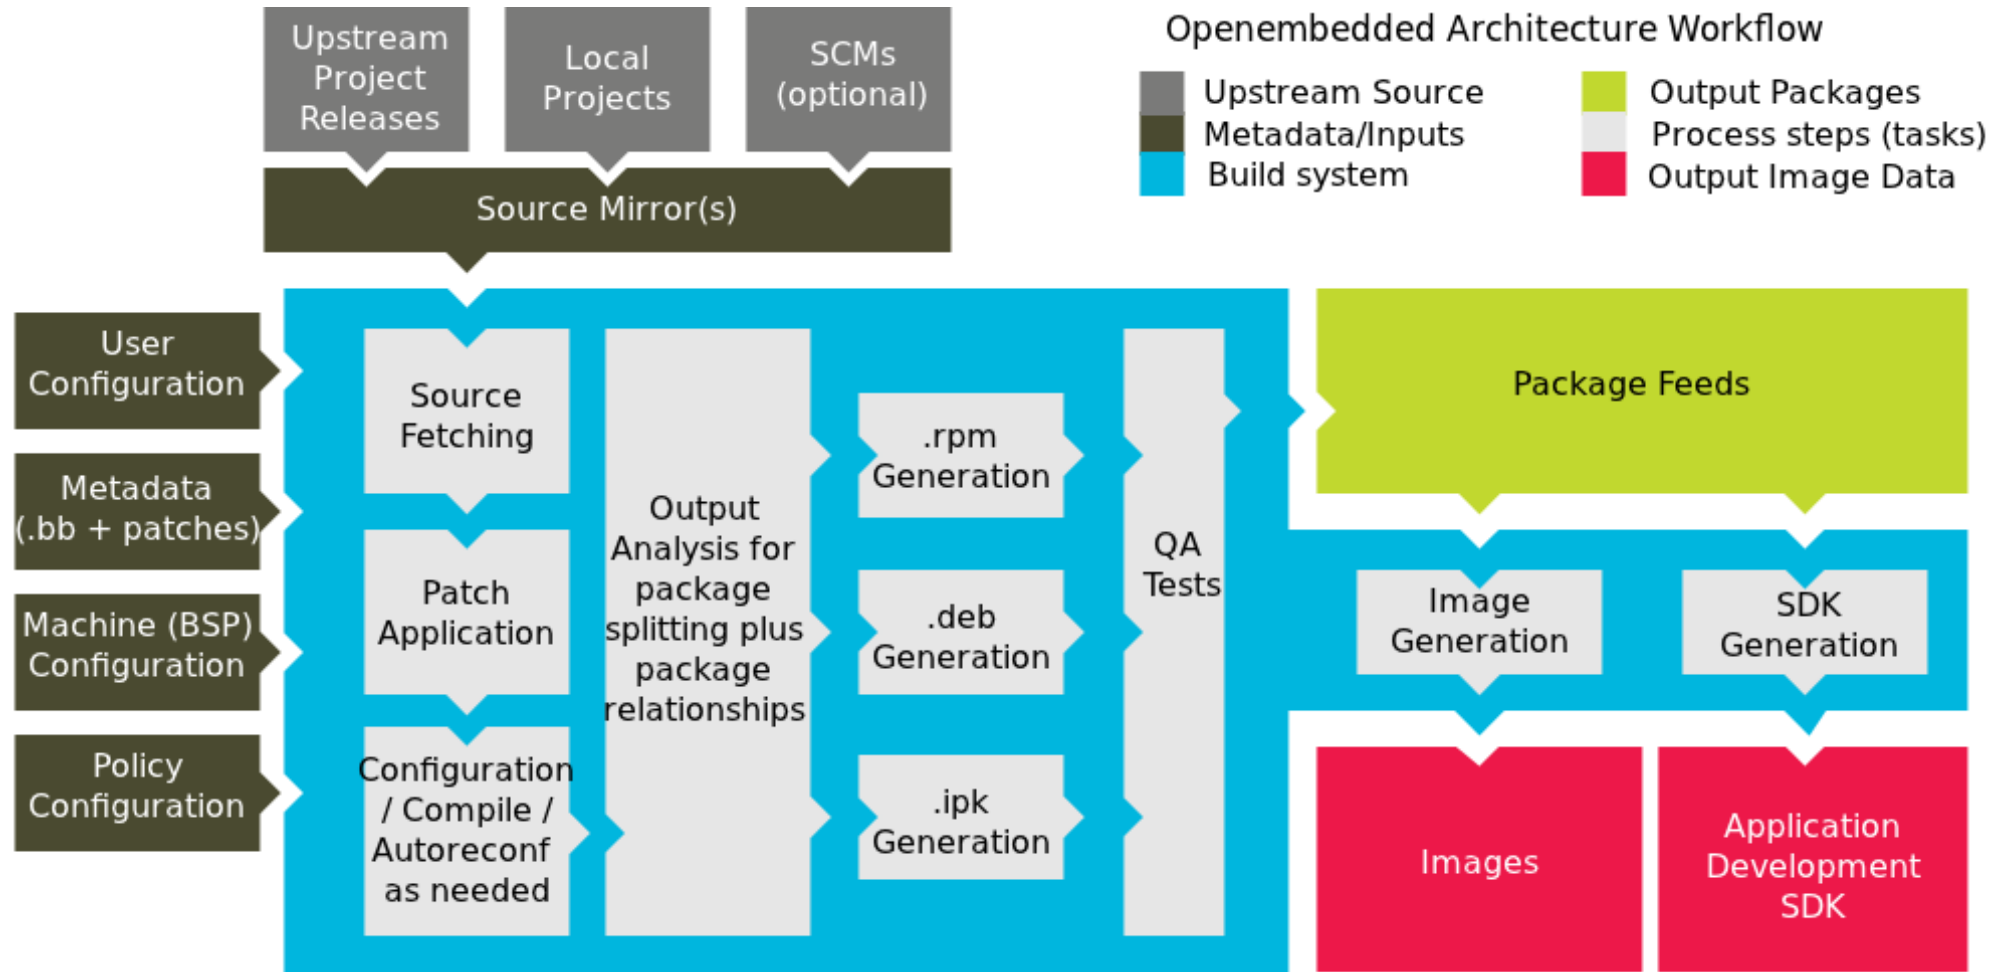 Upstream
Project
Releases
Local
Projects
SCMs
(optional)
Openembedded Architecture Workflow
Upstream Source
Metadata/Inputs
Build system
Output Packages
Process steps (tasks)
Output Image Data
Source Mirror(s)
User
Configuration
Metadata
(.bb + patches)
Machine (BSP)
Configuration
Policy
Configuration
Source
Fetching
Patch
Application
Configuration
/ Compile /
Autoreconf
as needed
Output
Analysis for
package
splitting plus
package
relationships
.rpm
Generation
.deb
Generation
.ipk
Generation
QA
Tests
Package Feeds
Image
Generation
SDK
Generation
Images
Application
Development
SDK